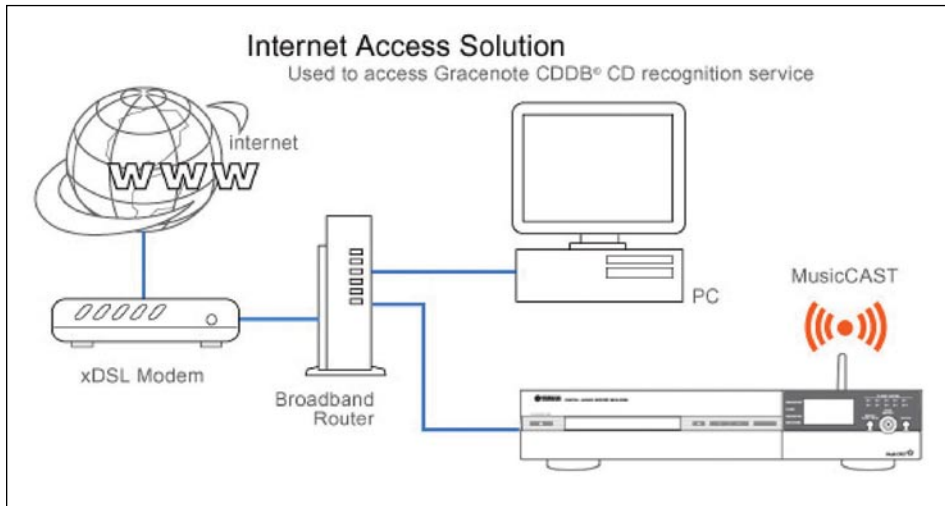 Internet Access Solution
Used to access Gracenote CDDB® CD recognition service
internet
WWW
xDSL Modem
Broadband
Router
PC
MusicCAST
YAMAHA